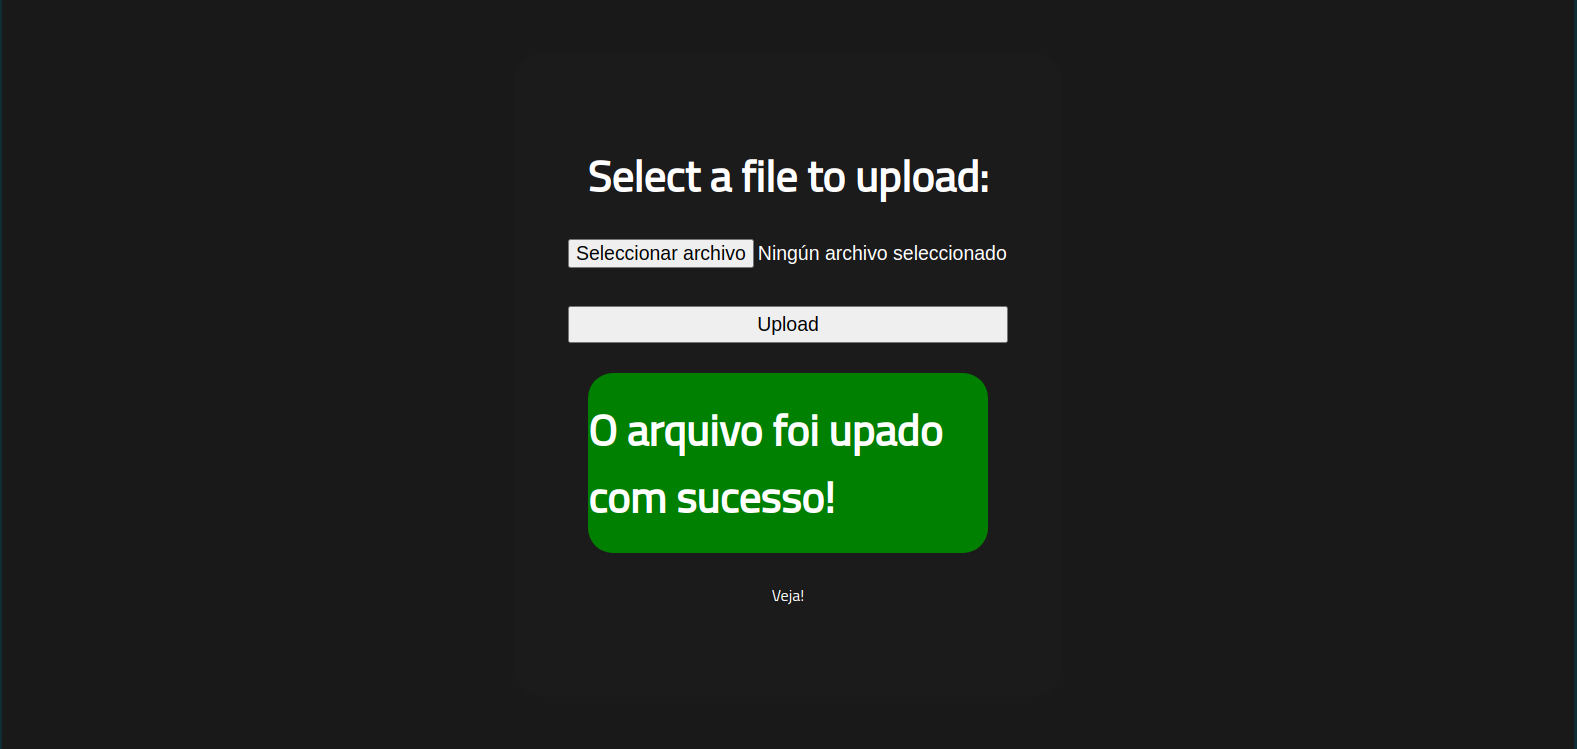 Select a file to upload:
Seleccionar archivo Ningún archivo seleccionado
Upload
O arquivo foi upado
com sucesso!
Veja!